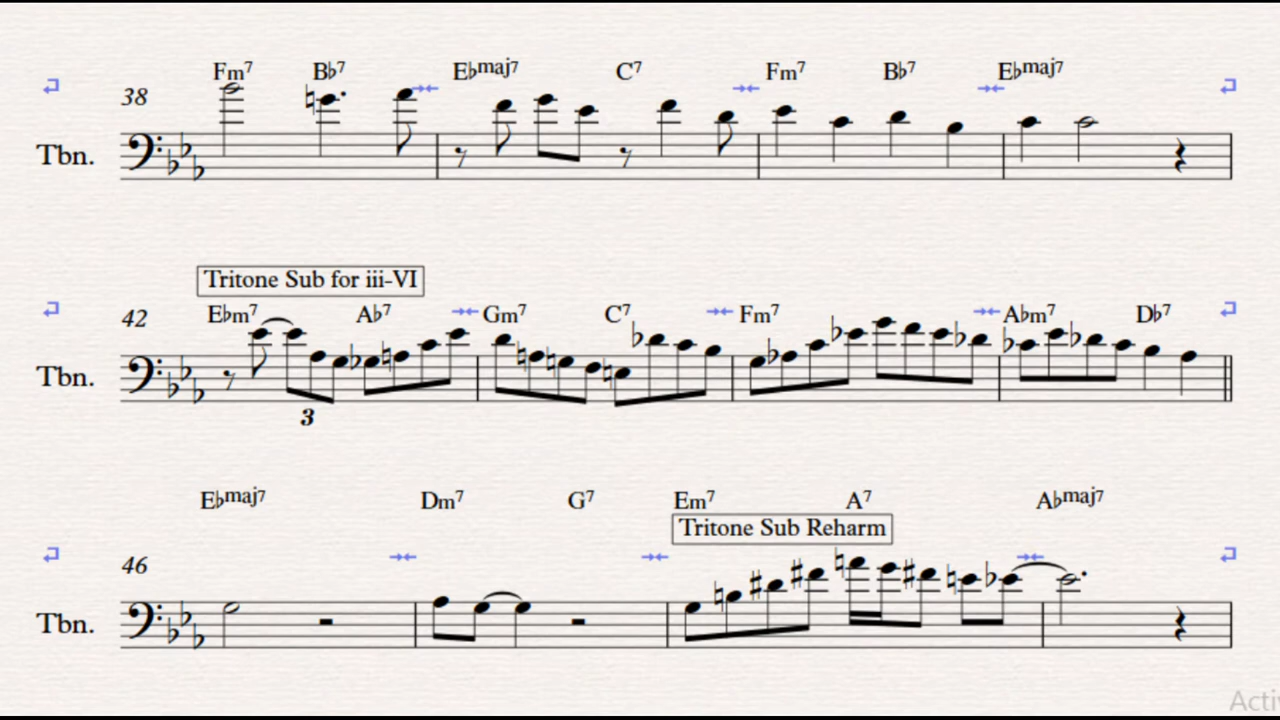 Fm7 B♭7 E♭maj7 C7 Fm7 B♭7 E♭maj7
38
Tbn.
Tritone Sub for iii-VI
E♭m7 A♭7 Gm7 C7 Fm7 A♭m7 D♭7
42
Tbn.
3
E♭maj7 Dm7 G7 Em7 A7 A♭maj7
Tritone Sub Reharm
46
Tbn.